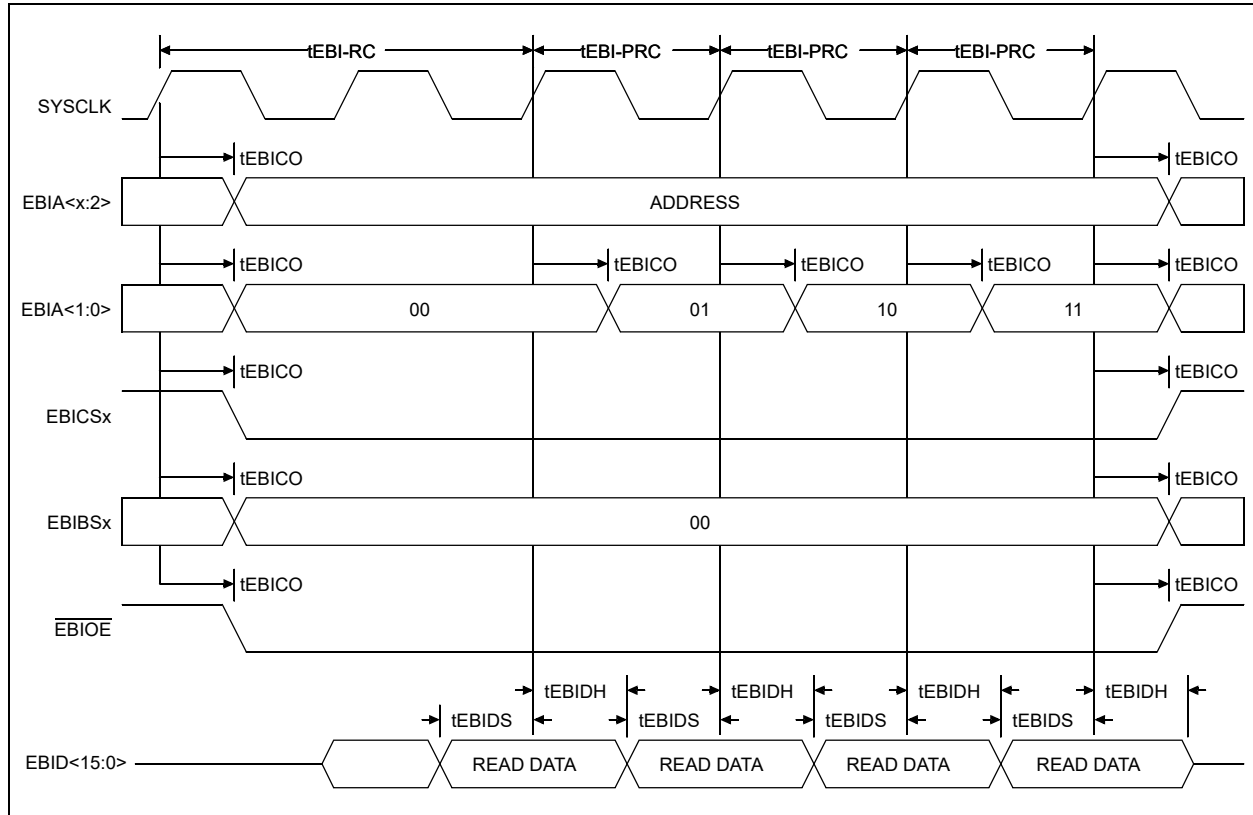 tEBI-RC tEBI-PRC tEBI-PRC tEBI-PRC
SYSCLK
tEBICO tEBICO
EBIA<x:2> ADDRESS
tEBICO tEBICO tEBICO tEBICO tEBICO
EBIA<1:0> 00 01 10 11
tEBICO tEBICO
EBICSx
tEBICO tEBICO
EBIBSx 00
tEBICO tEBICO
EBIOE
tEBIDH tEBIDH tEBIDH tEBIDH
tEBIDS tEBIDS tEBIDS tEBIDS
EBID<15:0> READ DATA READ DATA READ DATA READ DATA